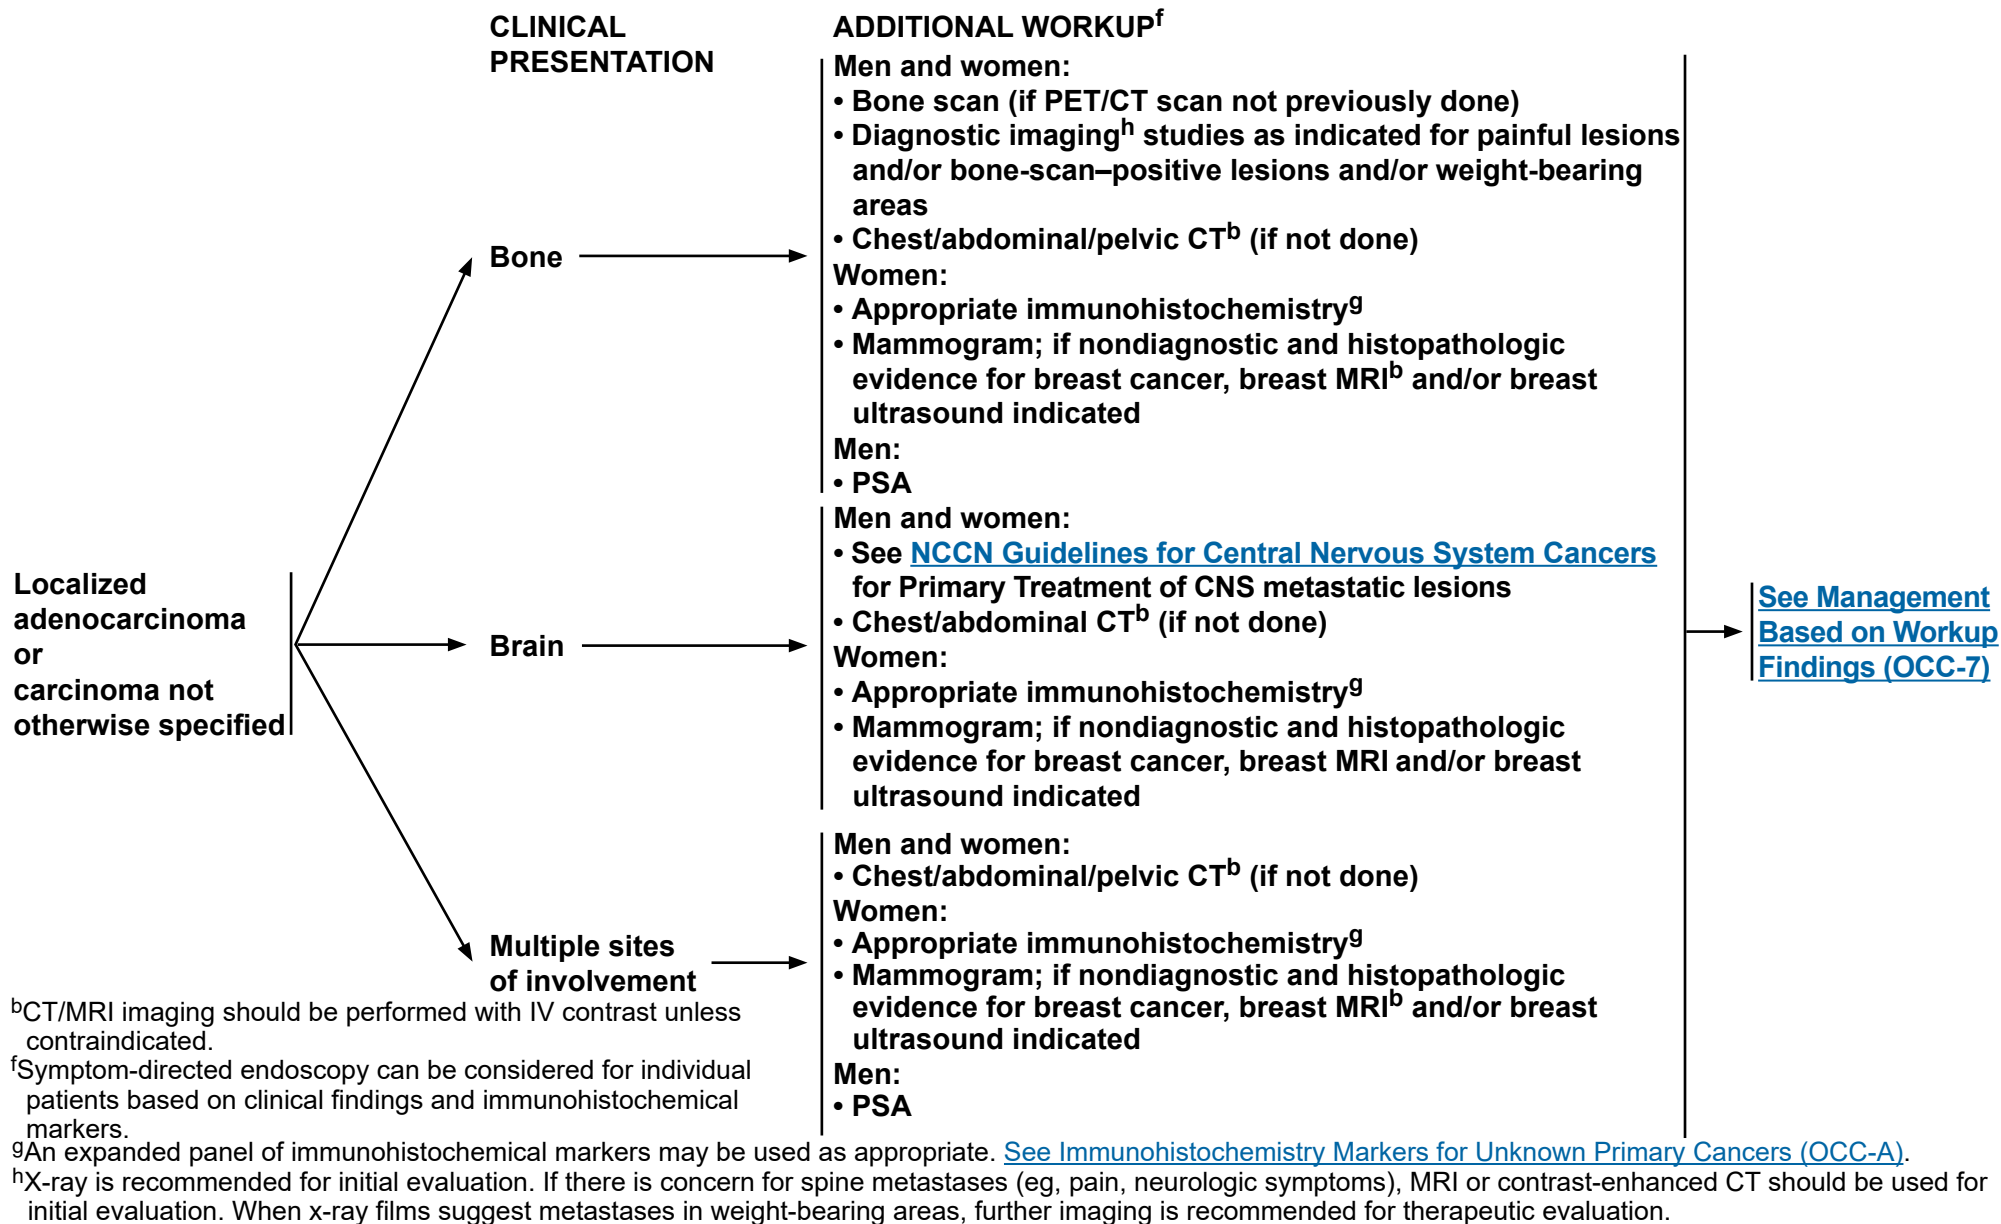 CLINICAL
PRESENTATION
ADDITIONAL WORKUPf
Localized
adenocarcinoma
or
carcinoma not
otherwise specified
Bone
Men and women:
• Bone scan (if PET/CT scan not previously done)
• Diagnostic imagingh studies as indicated for painful lesions
and/or bone-scan–positive lesions and/or weight-bearing
areas
• Chest/abdominal/pelvic CTb (if not done)
Women:
• Appropriate immunohistochemistryg
• Mammogram; if nondiagnostic and histopathologic
evidence for breast cancer, breast MRIb and/or breast
ultrasound indicated
Men:
• PSA
Brain
Men and women:
• See NCCN Guidelines for Central Nervous System Cancers
for Primary Treatment of CNS metastatic lesions
• Chest/abdominal CTb (if not done)
Women:
• Appropriate immunohistochemistryg
• Mammogram; if nondiagnostic and histopathologic
evidence for breast cancer, breast MRI and/or breast
ultrasound indicated
Multiple sites
of involvement
Men and women:
• Chest/abdominal/pelvic CTb (if not done)
Women:
• Appropriate immunohistochemistryg
• Mammogram; if nondiagnostic and histopathologic
evidence for breast cancer, breast MRIb and/or breast
ultrasound indicated
Men:
• PSA
See Management
Based on Workup
Findings (OCC-7)
bCT/MRI imaging should be performed with IV contrast unless
contraindicated.
fSymptom-directed endoscopy can be considered for individual
patients based on clinical findings and immunohistochemical
markers.
gAn expanded panel of immunohistochemical markers may be used as appropriate. See Immunohistochemistry Markers for Unknown Primary Cancers (OCC-A).
hX-ray is recommended for initial evaluation. If there is concern for spine metastases (eg, pain, neurologic symptoms), MRI or contrast-enhanced CT should be used for
initial evaluation. When x-ray films suggest metastases in weight-bearing areas, further imaging is recommended for therapeutic evaluation.